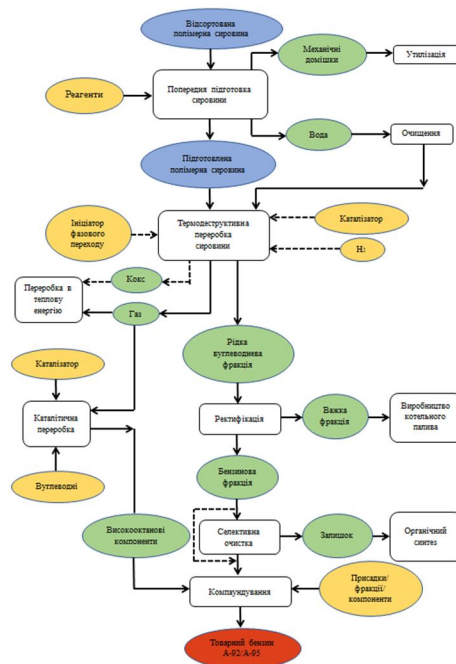 Відсортована
полімерна сировина
Механічні
домішки
Утилізація
Реагенти
Попередня підготовка
сировини
Вода
Очищення
Підготовлена
полімерна сировина
Ініціатор
фазового
переходу
Термодеструктивна
переробка
сировини
Каталізатор
H₂
Кокс
Переробка в
теплову
енергію
Газ
Рідка
вуглеводнева
фракція
Каталізатор
Каталітична
переробка
Ректифікація
Важка
фракція
Виробництво
котельного
палива
Вуглеводні
Бензинова
фракція
Високооктанові
компоненти
Селективна
очистка
Залишок
Органічний
синтез
Компаундування
Присадки/
фракції/
компоненти
Товарний бензин
А-92/А-95